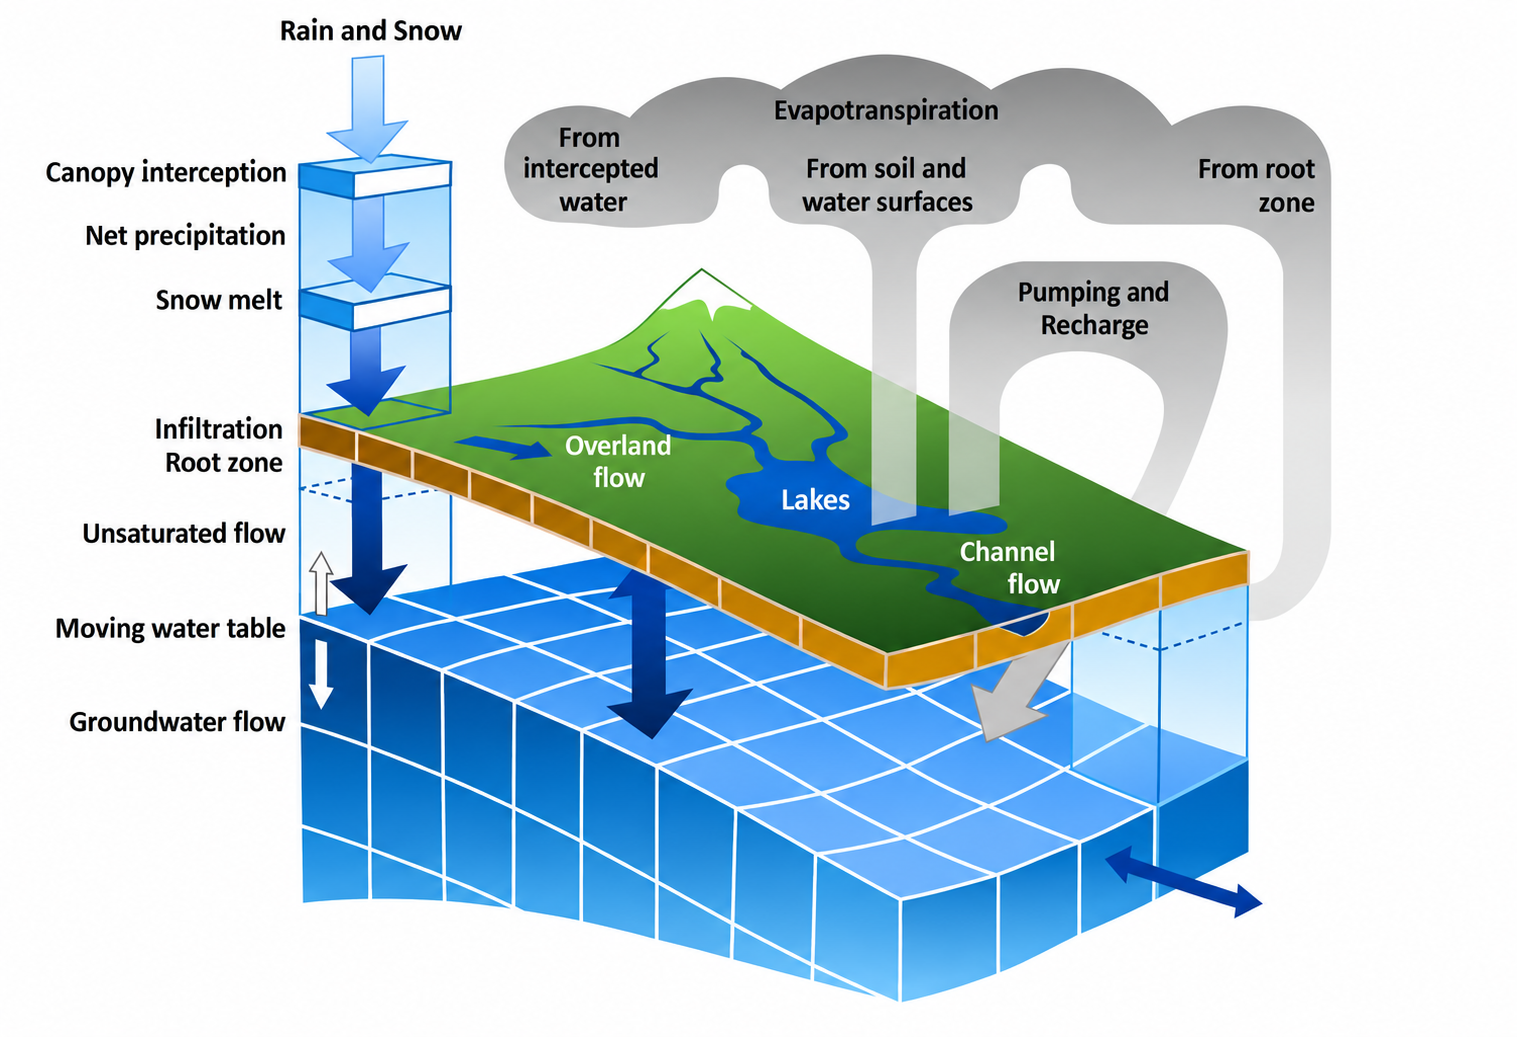 Rain and Snow
Canopy interception
Net precipitation
Snow melt
Infiltration
Root zone
Unsaturated flow
Moving water table
Groundwater flow
Evapotranspiration
From
intercepted
water
From soil and
water surfaces
From root
zone
Pumping and
Recharge
Overland
flow
Lakes
Channel
flow